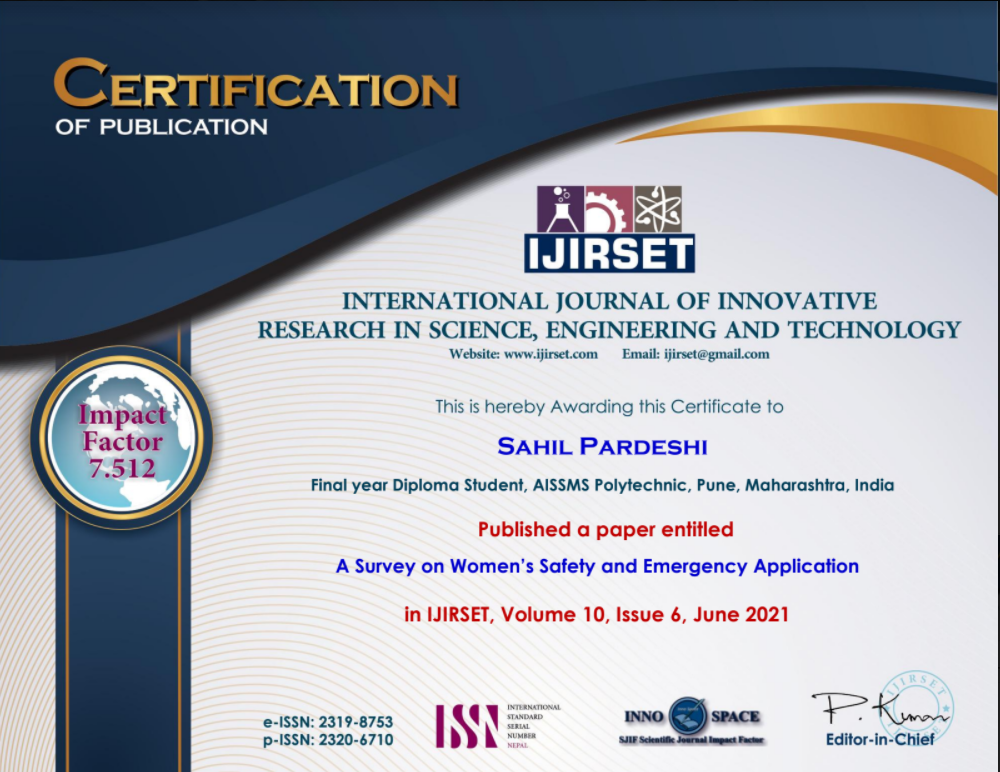 CERTIFICATION
OF PUBLICATION
IJIRSET
INTERNATIONAL JOURNAL OF INNOVATIVE
RESEARCH IN SCIENCE, ENGINEERING AND TECHNOLOGY
Website: www.ijirset.com Email: ijirset@gmail.com
Impact
Factor
7.512
This is hereby Awarding this Certificate to
SAHIL PARDESHI
Final year Diploma Student, AISSMS Polytechnic, Pune, Maharashtra, India
Published a paper entitled
A Survey on Women's Safety and Emergency Application
in IJIRSET, Volume 10, Issue 6, June 2021
e-ISSN: 2319-8753
p-ISSN: 2320-6710
ISSN
INTERNATIONAL
STANDARD
SERIAL
NUMBER
NEPAL
INNO SPACE
SJIF Scientific Journal Impact Factor
IJIRSET
P. Kumar
Editor-in-Chief